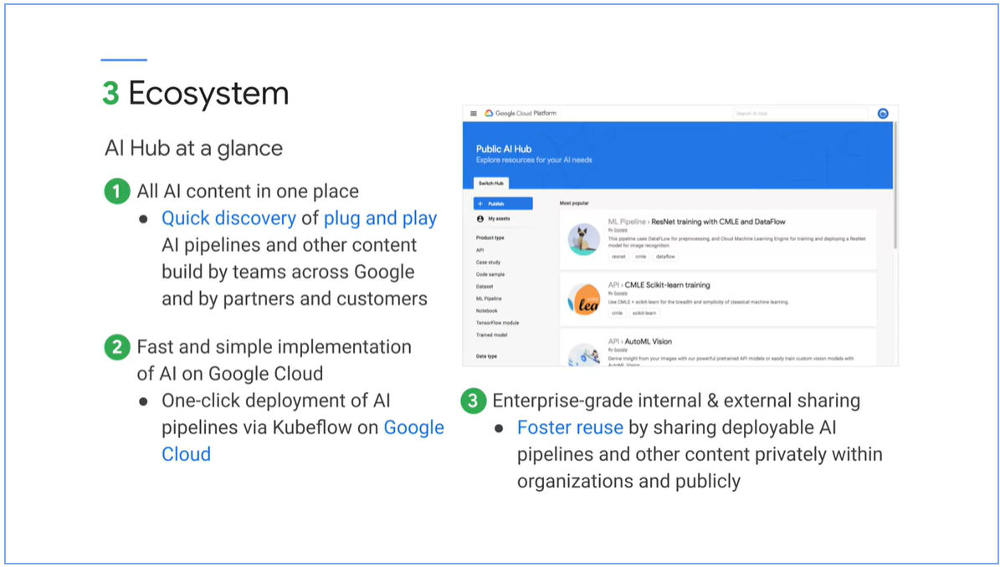 3 Ecosystem
AI Hub at a glance
1 All AI content in one place
● Quick discovery of plug and play
AI pipelines and other content
build by teams across Google
and by partners and customers
2 Fast and simple implementation
of AI on Google Cloud
● One-click deployment of AI
pipelines via Kubeflow on Google
Cloud
Google Cloud Platform
Search AI Hub
Public AI Hub
Explore resources for your AI needs
Switch Hub
+ Publish
My assets
Product type
API
Case study
Code sample
Dataset
ML Pipeline
Notebook
TensorFlow module
Trained model
Data type
Most popular
ML Pipeline › ResNet training with CMLE and DataFlow
By Google
This pipeline uses DataFlow for preprocessing, and Cloud Machine Learning Engine for training and deploying a ResNet
model for image recognition.
resnet cmle dataflow
API › CMLE Scikit-learn training
By Google
Use CMLE + scikit-learn for the breadth and simplicity of classical machine learning.
cmle scikit-learn
lea
API › AutoML Vision
By Google
Derive insight from your images with our powerful pretrained API models or easily train custom vision models with
AutoML Vision
3 Enterprise-grade internal & external sharing
● Foster reuse by sharing deployable AI
pipelines and other content privately within
organizations and publicly